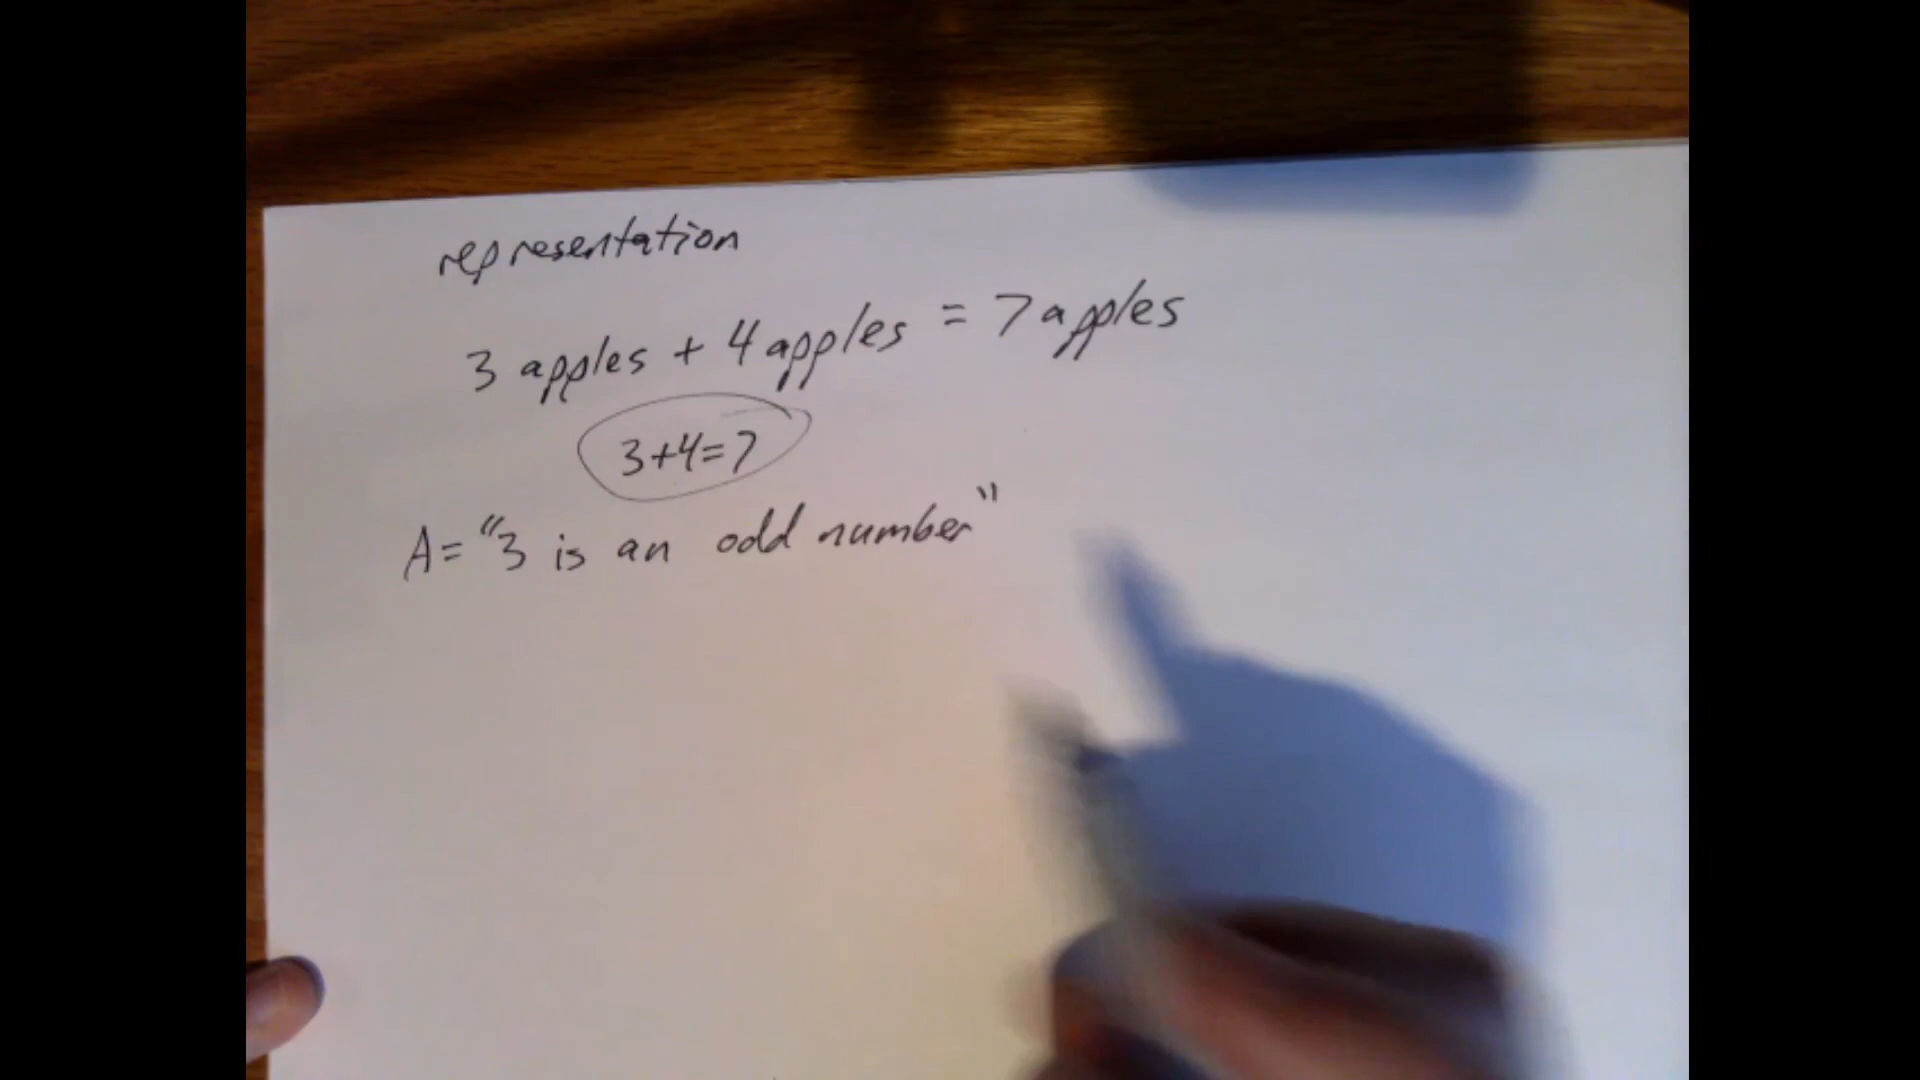 representation
3 apples + 4 apples = 7 apples
3+4=7
A= "3 is an odd number"